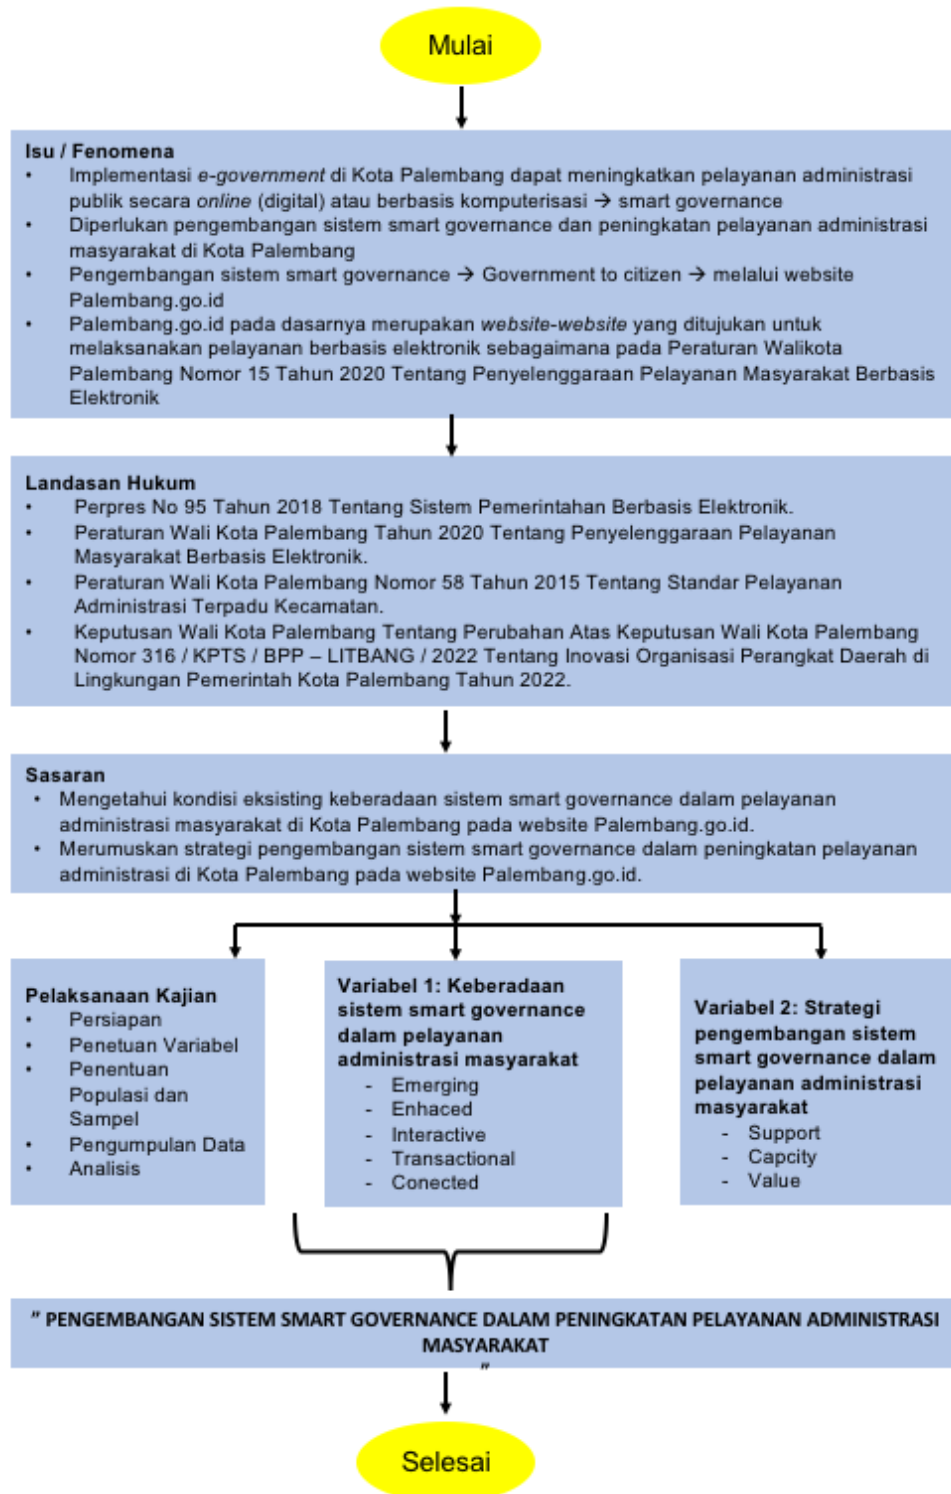 Mulai
Isu / Fenomena
• Implementasi e-government di Kota Palembang dapat meningkatkan pelayanan administrasi
publik secara online (digital) atau berbasis komputerisasi → smart governance
• Diperlukan pengembangan sistem smart governance dan peningkatan pelayanan administrasi
masyarakat di Kota Palembang
• Pengembangan sistem smart governance → Government to citizen → melalui website
Palembang.go.id
• Palembang.go.id pada dasarnya merupakan website-website yang ditujukan untuk
melaksanakan pelayanan berbasis elektronik sebagaimana pada Peraturan Walikota
Palembang Nomor 15 Tahun 2020 Tentang Penyelenggaraan Pelayanan Masyarakat Berbasis
Elektronik
Landasan Hukum
• Perpres No 95 Tahun 2018 Tentang Sistem Pemerintahan Berbasis Elektronik.
• Peraturan Wali Kota Palembang Tahun 2020 Tentang Penyelenggaraan Pelayanan
Masyarakat Berbasis Elektronik.
• Peraturan Wali Kota Palembang Nomor 58 Tahun 2015 Tentang Standar Pelayanan
Administrasi Terpadu Kecamatan.
• Keputusan Wali Kota Palembang Tentang Perubahan Atas Keputusan Wali Kota Palembang
Nomor 316 / KPTS / BPP – LITBANG / 2022 Tentang Inovasi Organisasi Perangkat Daerah di
Lingkungan Pemerintah Kota Palembang Tahun 2022.
Sasaran
• Mengetahui kondisi eksisting keberadaan sistem smart governance dalam pelayanan
administrasi masyarakat di Kota Palembang pada website Palembang.go.id.
• Merumuskan strategi pengembangan sistem smart governance dalam peningkatan pelayanan
administrasi di Kota Palembang pada website Palembang.go.id.
Pelaksanaan Kajian
• Persiapan
• Penetuan Variabel
• Penentuan
Populasi dan
Sampel
• Pengumpulan Data
• Analisis
Variabel 1: Keberadaan
sistem smart governance
dalam pelayanan
administrasi masyarakat
- Emerging
- Enhaced
- Interactive
- Transactional
- Conected
Variabel 2: Strategi
pengembangan sistem
smart governance dalam
pelayanan administrasi
masyarakat
- Support
- Capcity
- Value
" PENGEMBANGAN SISTEM SMART GOVERNANCE DALAM PENINGKATAN PELAYANAN ADMINISTRASI
MASYARAKAT
"
Selesai